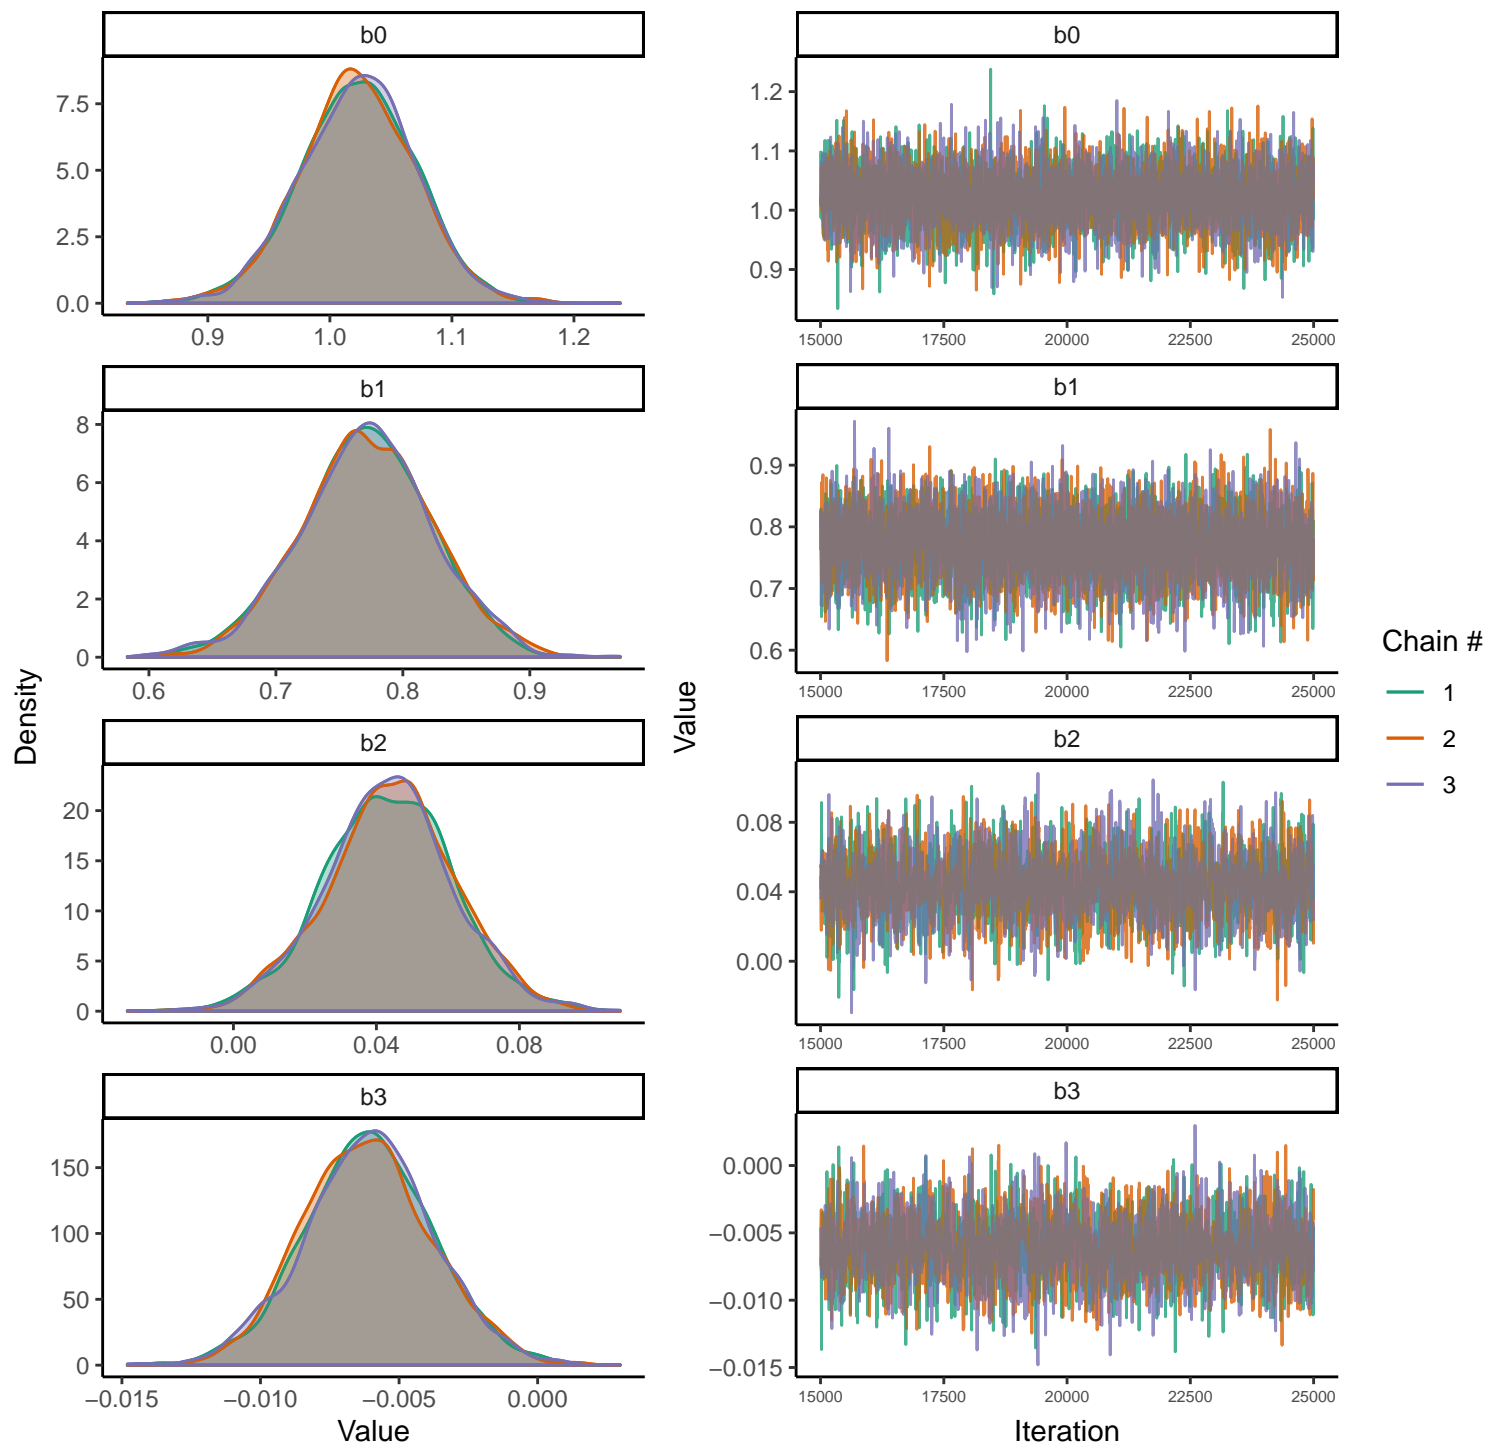 b0
7.5
5.0
2.5
0.0
0.9 1.0 1.1 1.2
b1
8
6
4
2
0
0.6 0.7 0.8 0.9
b2
20
15
10
5
0
0.00 0.04 0.08
b3
150
100
50
0
−0.015 −0.010 −0.005 0.000
Density
Value
b0
1.2
1.1
1.0
0.9
15000 17500 20000 22500 25000
b1
0.9
0.8
0.7
0.6
15000 17500 20000 22500 25000
b2
0.08
0.04
0.00
15000 17500 20000 22500 25000
b3
0.000
−0.005
−0.010
−0.015
15000 17500 20000 22500 25000
Value
Iteration
Chain #
1
2
3